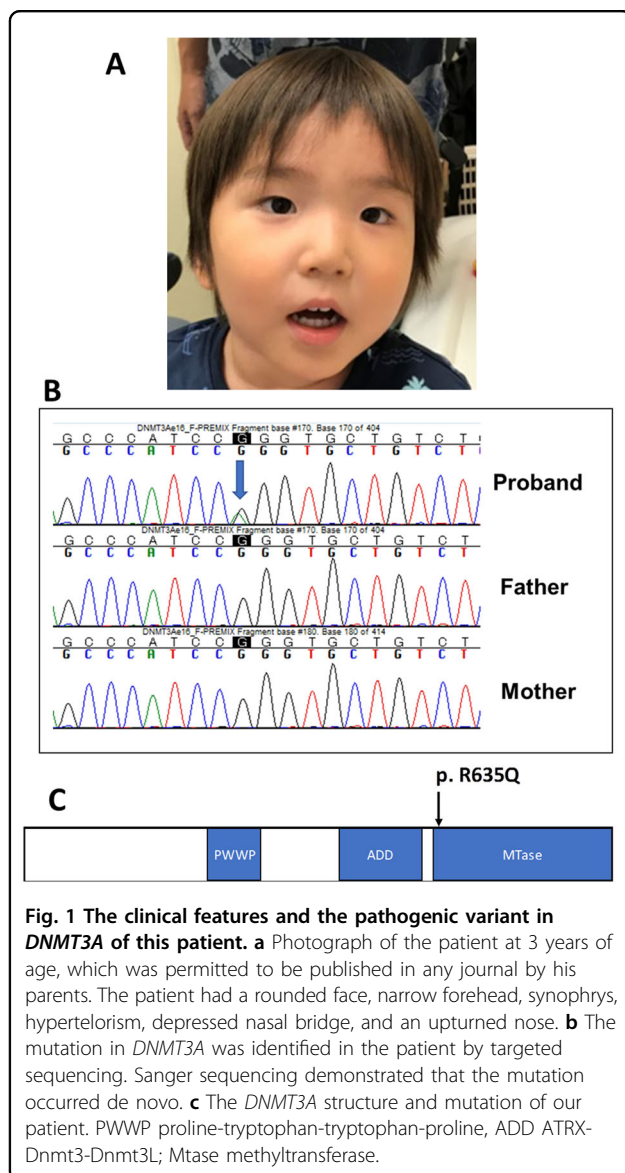 A
B
DNMT3Ae16_F-PREMIX Fragment base #170. Base 170 of 404
G C C C A T C C G G G T G C T G T C T
G C C C A T C C G G G T G C T G T C T
Proband
DNMT3Ae16_F-PREMIX Fragment base #170. Base 170 of 404
G C C C A T C C G G G T G C T G T C T
G C C C A T C C G G G T G C T G T C T
Father
DNMT3Ae16_F-PREMIX Fragment base #180. Base 180 of 414
G C C C A T C C G G G T G C T G T C T
G C C C A T C C G G G T G C T G T C T
Mother
p. R635Q
C
PWWP ADD MTase
Fig. 1 The clinical features and the pathogenic variant in
DNMT3A of this patient. a Photograph of the patient at 3 years of
age, which was permitted to be published in any journal by his
parents. The patient had a rounded face, narrow forehead, synophrys,
hypertelorism, depressed nasal bridge, and an upturned nose. b The
mutation in DNMT3A was identified in the patient by targeted
sequencing. Sanger sequencing demonstrated that the mutation
occurred de novo. c The DNMT3A structure and mutation of our
patient. PWWP proline-tryptophan-tryptophan-proline, ADD ATRX-
Dnmt3-Dnmt3L; Mtase methyltransferase.